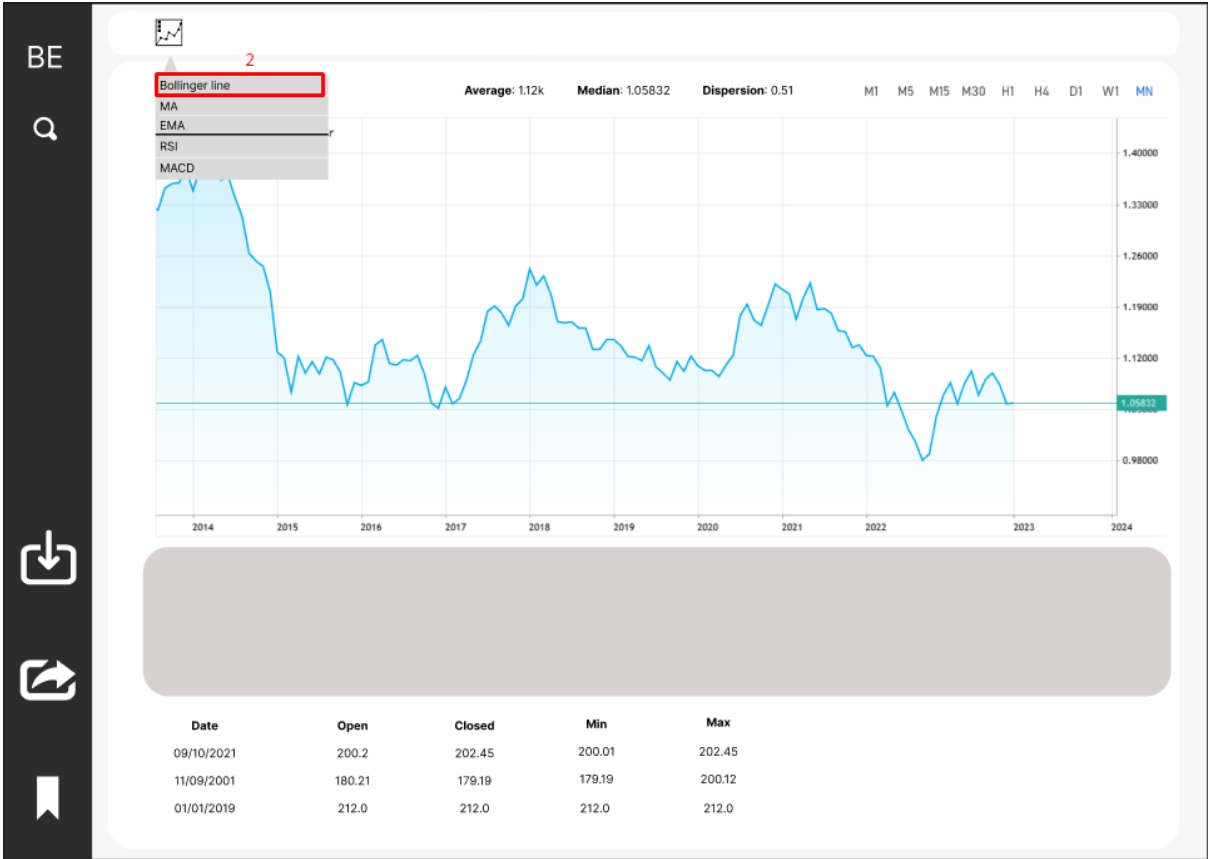 BE
2
Bollinger line
MA
EMA
r
RSI
MACD
Average: 1.12k Median: 1.05832 Dispersion: 0.51 M1 M5 M15 M30 H1 H4 D1 W1 MN
1.40000
1.33000
1.26000
1.19000
1.12000
1.05832
0.98000
2014 2015 2016 2017 2018 2019 2020 2021 2022 2023 2024
Date Open Closed Min Max
09/10/2021 200.2 202.45 200.01 202.45
11/09/2001 180.21 179.19 179.19 200.12
01/01/2019 212.0 212.0 212.0 212.0